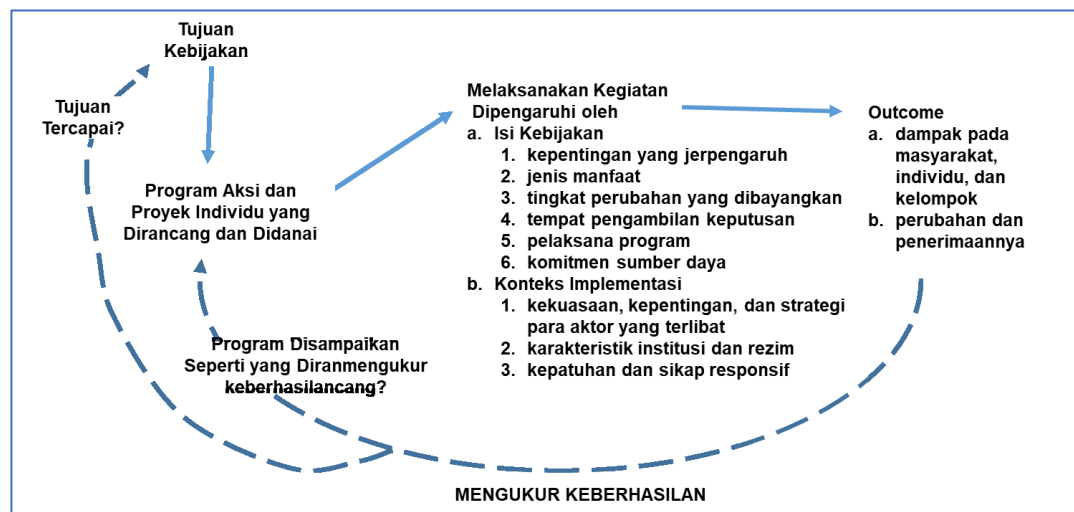 Tujuan
Kebijakan
Tujuan
Tercapai?
Program Aksi dan
Proyek Individu yang
Dirancang dan Didanai
Program Disampaikan
Seperti yang Diranmengukur
keberhasilancang?
Melaksanakan Kegiatan
Dipengaruhi oleh
a. Isi Kebijakan
1. kepentingan yang jerpengaruh
2. jenis manfaat
3. tingkat perubahan yang dibayangkan
4. tempat pengambilan keputusan
5. pelaksana program
6. komitmen sumber daya
b. Konteks Implementasi
1. kekuasaan, kepentingan, dan strategi
para aktor yang terlibat
2. karakteristik institusi dan rezim
3. kepatuhan dan sikap responsif
Outcome
a. dampak pada
masyarakat,
individu, dan
kelompok
b. perubahan dan
penerimaannya
MENGUKUR KEBERHASILAN